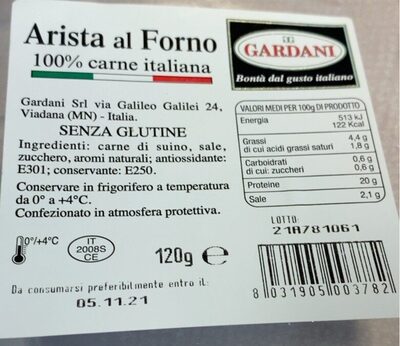 Arista al Forno
100% carne italiana
GARDANI
Bontà dal gusto italiano
Gardani Srl via Galileo Galilei 24,
Viadana (MN) - Italia.
SENZA GLUTINE
Ingredienti: carne di suino, sale,
zucchero, aromi naturali; antiossidante:
E301; conservante: E250.
Conservare in frigorifero a temperatura
da 0° a +4°C.
Confezionato in atmosfera protettiva.
VALORI MEDI PER 100g DI PRODOTTO
Energia 513 kJ
122 Kcal
Grassi 4,4 g
di cui acidi grassi saturi 1,8 g
Carboidrati 0,6 g
di cui: zuccheri 0,6 g
Proteine 20 g
Sale 2,1 g
LOTTO:
21A781061
0°/+4°C
IT
2008S
CE
120g e
Da consumarsi preferibilmente entro il:
05.11.21
8 031905 003782